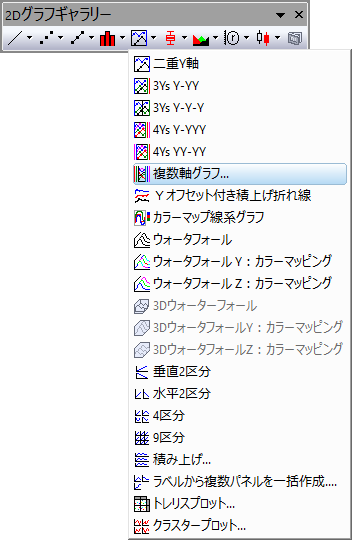 2Dグラフギャラリー
二重Y軸
3Ys Y-YY
3Ys Y-Y-Y
4Ys Y-YYY
4Ys YY-YY
複数軸グラフ...
Ｙオフセット付き積上げ折れ線
カラーマップ線系グラフ
ウォータフォール
ウォータフォールＹ：カラーマッピング
ウォータフォールＺ：カラーマッピング
3Dウォーターフォール
3DウォータフォールY：カラーマッピング
3DウォータフォールZ：カラーマッピング
垂直2区分
水平2区分
4区分
9区分
積み上げ...
ラベルから複数パネルを一括作成....
トレリスプロット...
クラスタープロット...